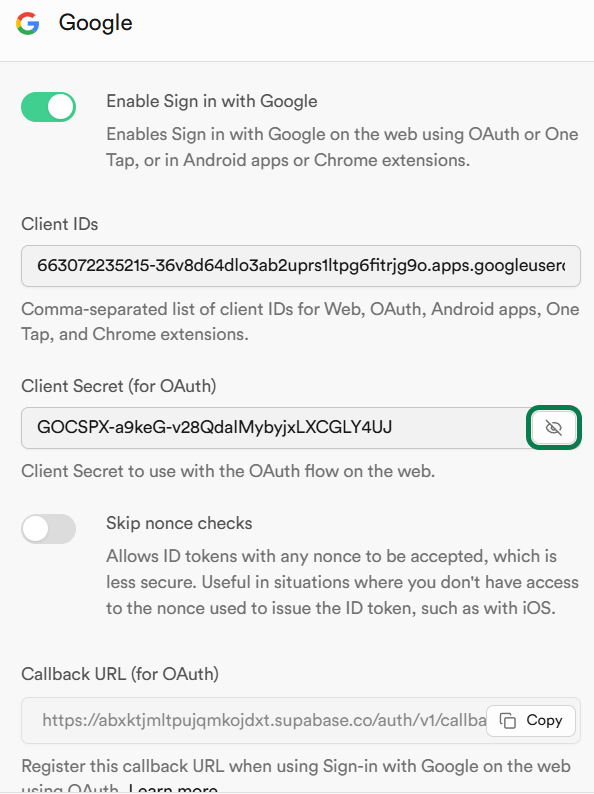 Google
Enable Sign in with Google
Enables Sign in with Google on the web using OAuth or One
Tap, or in Android apps or Chrome extensions.
Client IDs
663072235215-36v8d64dlo3ab2uprs1ltpg6fitrjg9o.apps.googleuserc
Comma-separated list of client IDs for Web, OAuth, Android apps, One
Tap, and Chrome extensions.
Client Secret (for OAuth)
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
Client Secret to use with the OAuth flow on the web.
Skip nonce checks
Allows ID tokens with any nonce to be accepted, which is
less secure. Useful in situations where you don't have access
to the nonce used to issue the ID token, such as with iOS.
Callback URL (for OAuth)
https://abxktjmltpujqmkojdxt.supabase.co/auth/v1/callba Copy
Register this callback URL when using Sign-in with Google on the web
using OAuth. Learn more